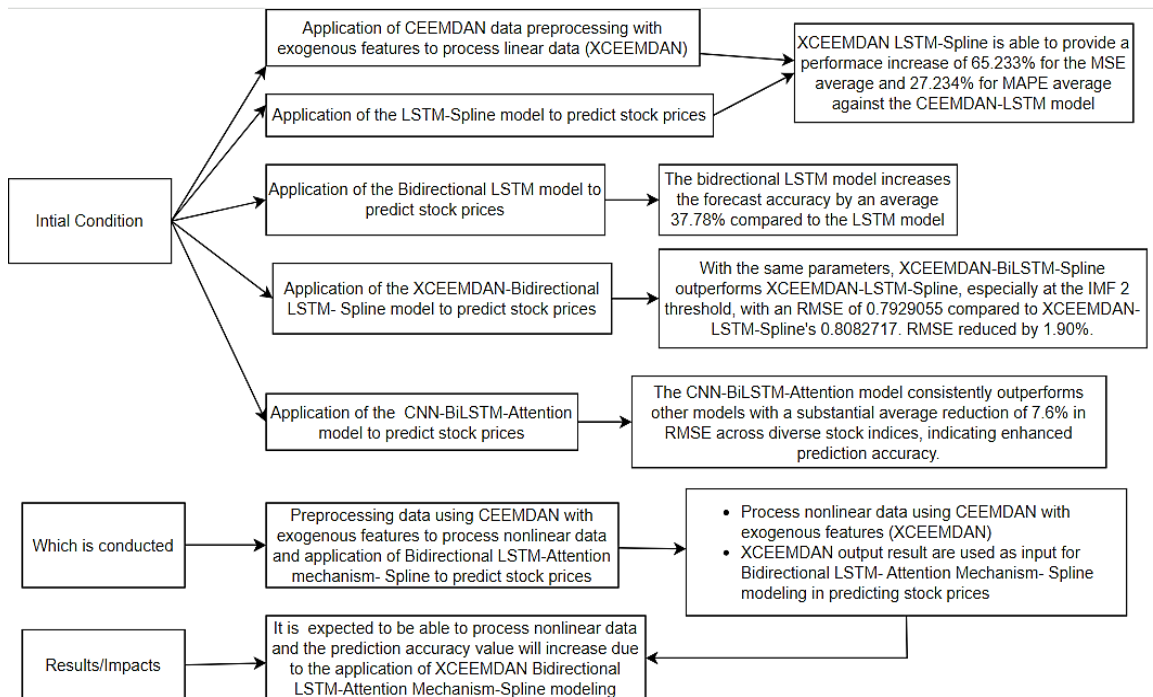 Application of CEEMDAN data preprocessing with
exogenous features to process linear data (XCEEMDAN)
XCEEMDAN LSTM-Spline is able to provide a
performace increase of 65.233% for the MSE
average and 27.234% for MAPE average
against the CEEMDAN-LSTM model
Application of the LSTM-Spline model to predict stock prices
Intial Condition
Application of the Bidirectional LSTM model to
predict stock prices
The bidrectional LSTM model increases
the forecast accuracy by an average
37.78% compared to the LSTM model
Application of the XCEEMDAN-Bidirectional
LSTM- Spline model to predict stock prices
With the same parameters, XCEEMDAN-BiLSTM-Spline
outperforms XCEEMDAN-LSTM-Spline, especially at the IMF 2
threshold, with an RMSE of 0.7929055 compared to XCEEMDAN-
LSTM-Spline's 0.8082717. RMSE reduced by 1.90%.
Application of the  CNN-BiLSTM-Attention
model to predict stock prices
The CNN-BiLSTM-Attention model consistently outperforms
other models with a substantial average reduction of 7.6% in
RMSE across diverse stock indices, indicating enhanced
prediction accuracy.
Which is conducted
Preprocessing data using CEEMDAN with
exogenous features to process nonlinear data
and application of Bidirectional LSTM-Attention
mechanism- Spline to predict stock prices
• Process nonlinear data using CEEMDAN with
exogenous features (XCEEMDAN)
• XCEEMDAN output result are used as input for
Bidirectional LSTM- Attention Mechanism- Spline
modeling in predicting stock prices
Results/Impacts
It is  expected to be able to process nonlinear data
and the prediction accuracy value will increase due
to the application of XCEEMDAN Bidirectional
LSTM-Attention Mechanism-Spline modeling